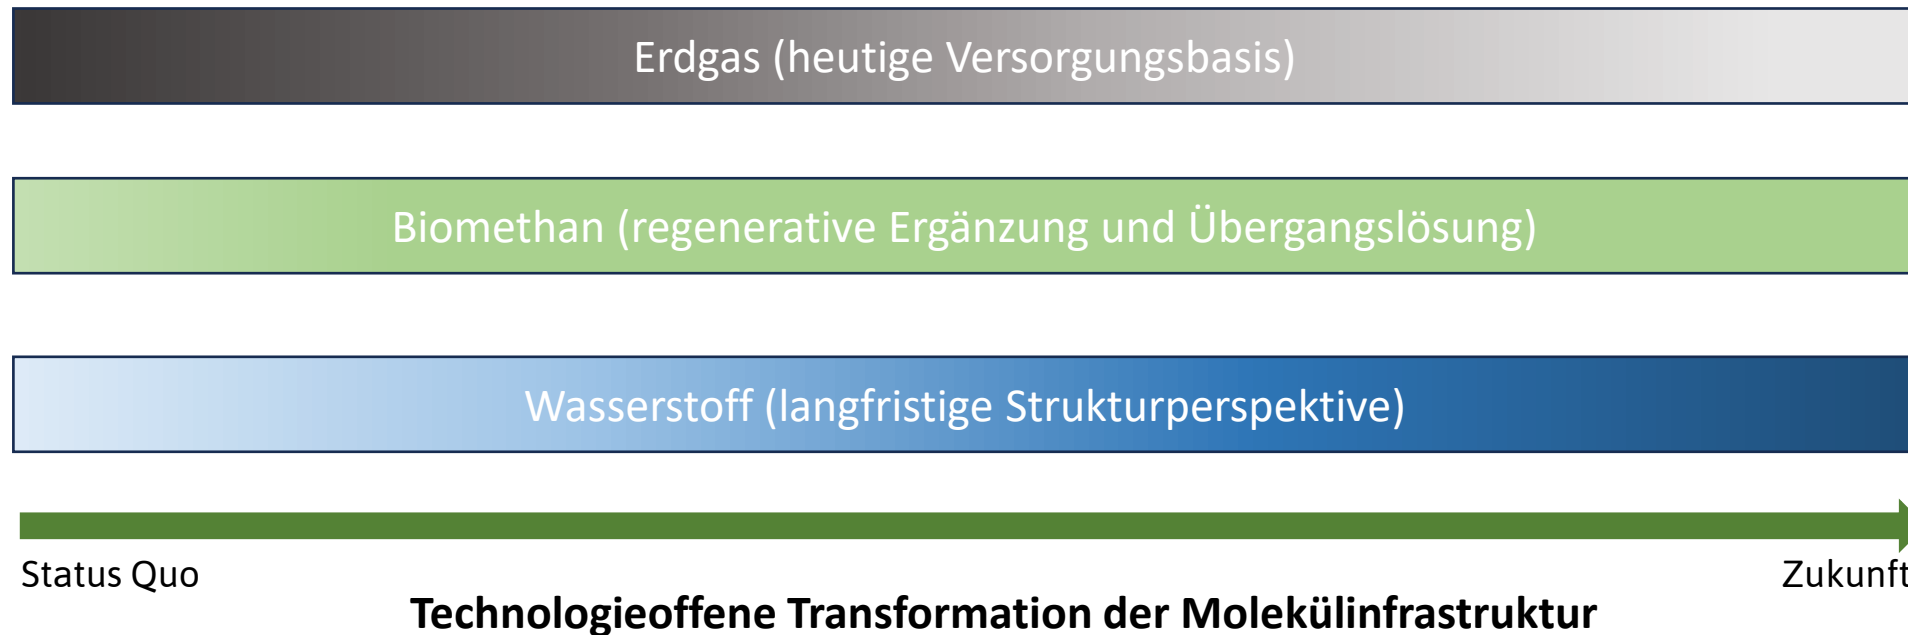 Erdgas (heutige Versorgungsbasis)
Biomethan (regenerative Ergänzung und Übergangslösung)
Wasserstoff (langfristige Strukturperspektive)
Status Quo
Zukunft
Technologieoffene Transformation der Molekülinfrastruktur